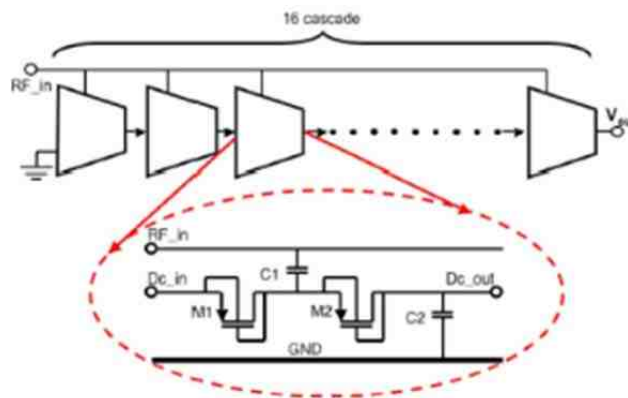 16 cascade
RF_in
RF_in
Dc_in
C1
Dc_out
M1
M2
C2
GND